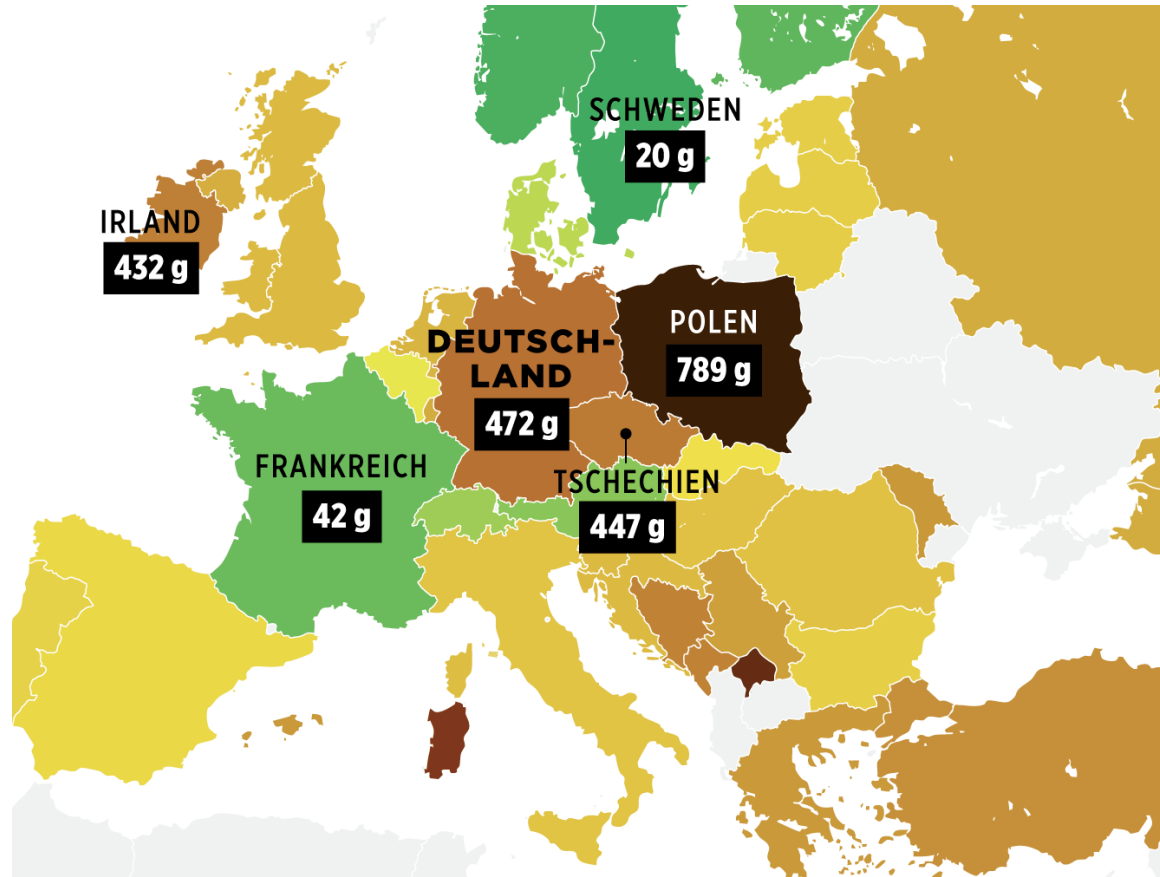 SCHWEDEN
20 g
IRLAND
432 g
POLEN
789 g
DEUTSCH-
LAND
472 g
FRANKREICH
42 g
TSCHECHIEN
447 g